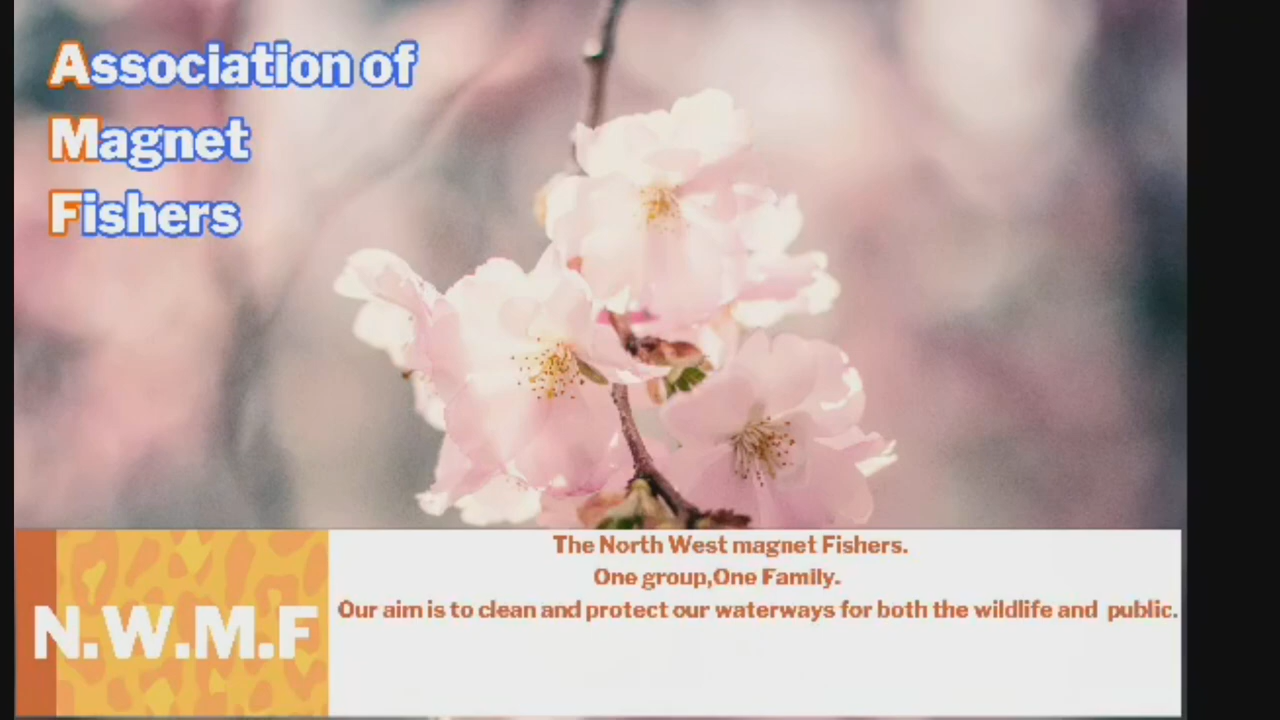 Association of
Magnet
Fishers
The North West magnet Fishers.
One group,One Family.
Our aim is to clean and protect our waterways for both the wildlife and public.
N.W.M.F